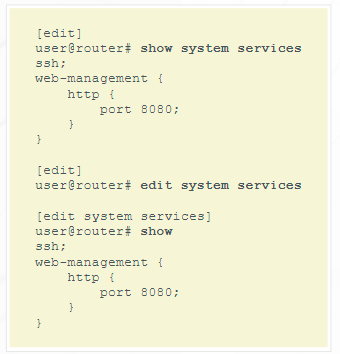 [edit]
user@router# show system services
ssh;
web-management {
    http {
        port 8080;
    }
}
[edit]
user@router# edit system services
[edit system services]
user@router# show
ssh;
web-management {
    http {
        port 8080;
    }
}